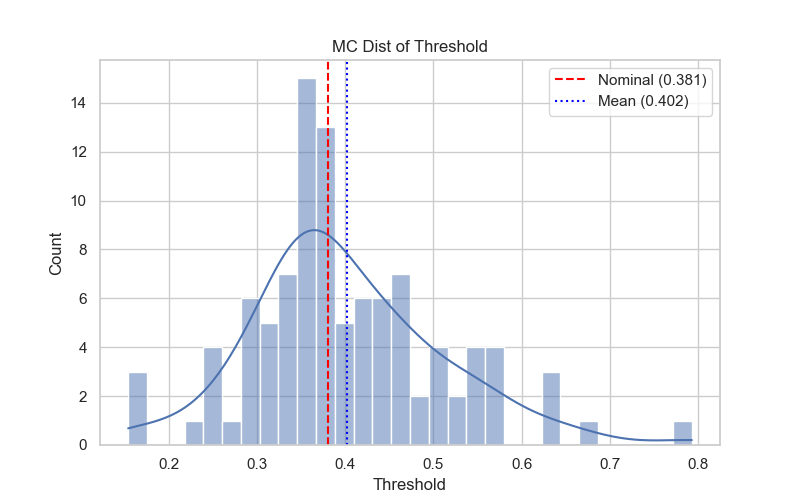 MC Dist of Threshold
Nominal (0.381)
Mean (0.402)
Count
14
12
10
8
6
4
2
0
0.2 0.3 0.4 0.5 0.6 0.7 0.8
Threshold